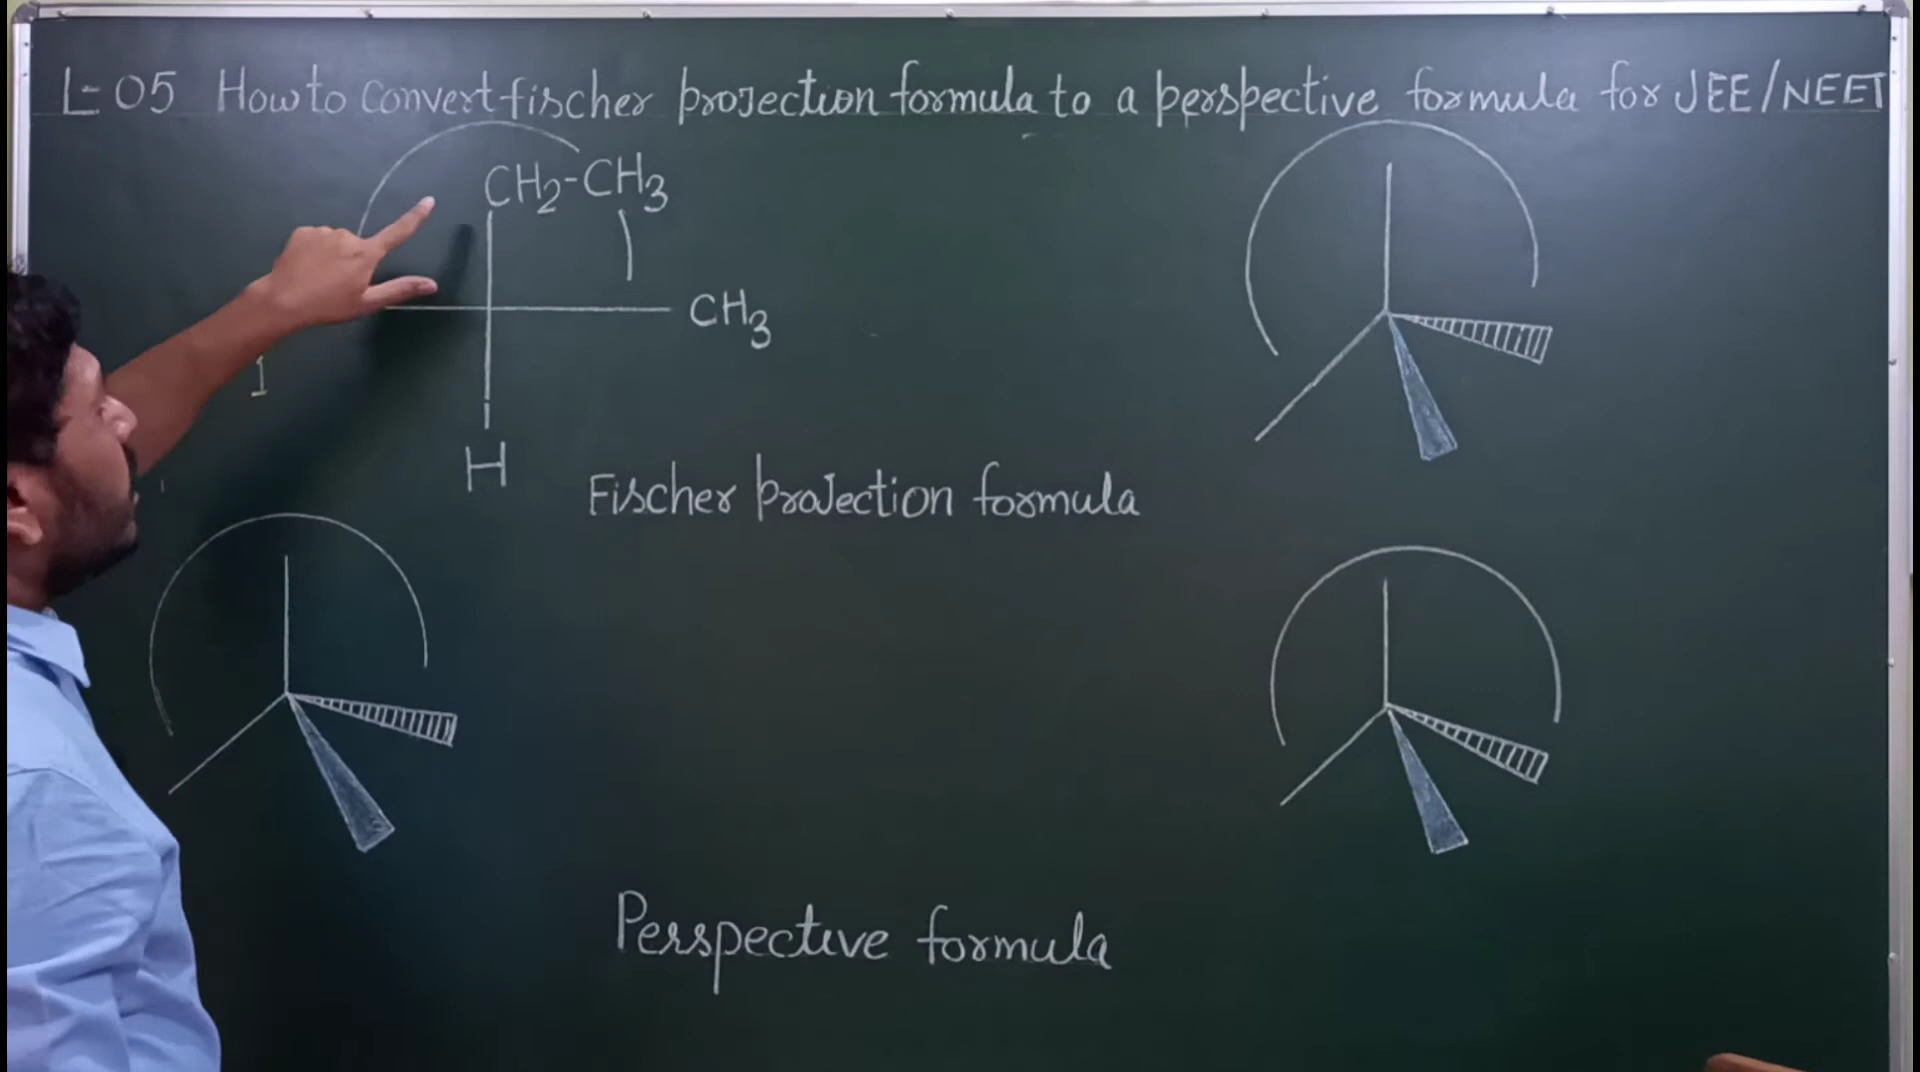 L-05 How to convert fischer projection formula to a perspective formula for JEE/NEET
CH2-CH3
CH3
I
H
Fischer projection formula
Perspective formula